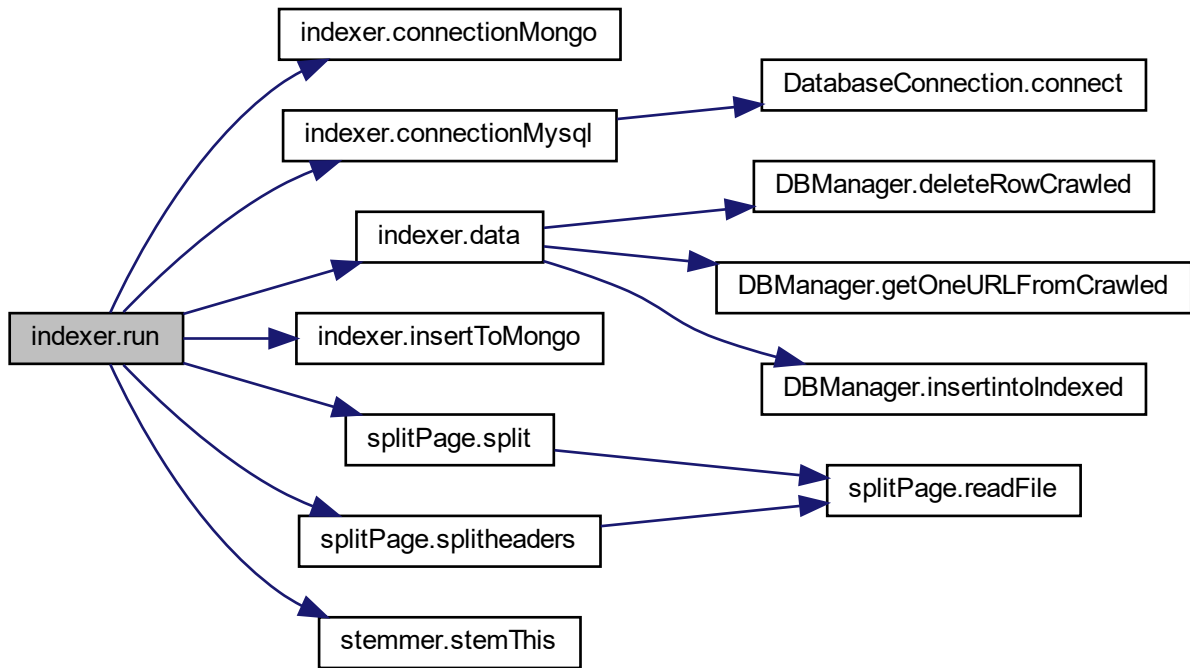 indexer.run
indexer.connectionMongo
indexer.connectionMysql
DatabaseConnection.connect
indexer.data
DBManager.deleteRowCrawled
DBManager.getOneURLFromCrawled
DBManager.insertintoIndexed
indexer.insertToMongo
splitPage.split
splitPage.readFile
splitPage.splitheaders
stemmer.stemThis